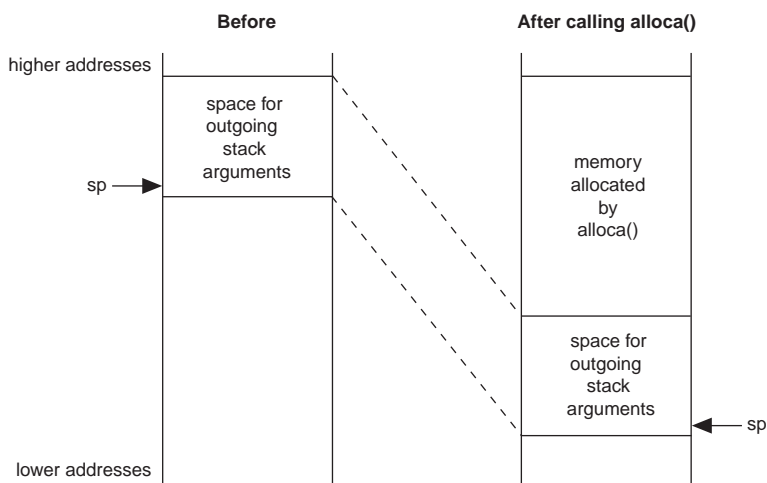 Before
After calling alloca()
higher addresses
space for
outgoing
stack
arguments
sp
memory
allocated
by
alloca()
space for
outgoing
stack
arguments
sp
lower addresses